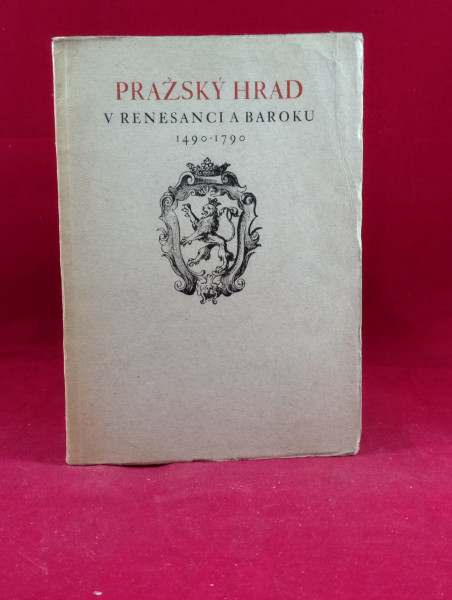 PRAŽSKÝ HRAD
V RENESANCI A BAROKU
1490·1790